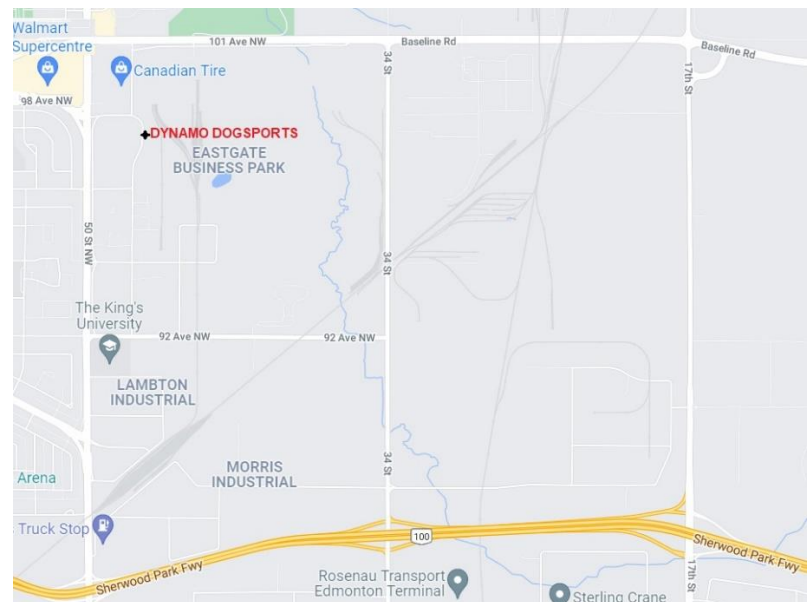 Walmart
Supercentre
101 Ave NW
Baseline Rd
Baseline Rd
34 St
17th St
Canadian Tire
98 Ave NW
DYNAMO DOGSPORTS
EASTGATE
BUSINESS PARK
50 St NW
34 St
The King's
University
92 Ave NW
92 Ave NW
LAMBTON
INDUSTRIAL
34 St
MORRIS
INDUSTRIAL
Arena
Truck Stop
100
Sherwood Park Fwy
Sherwood Park Fwy
17th St
Rosenau Transport
Edmonton Terminal
Sterling Crane